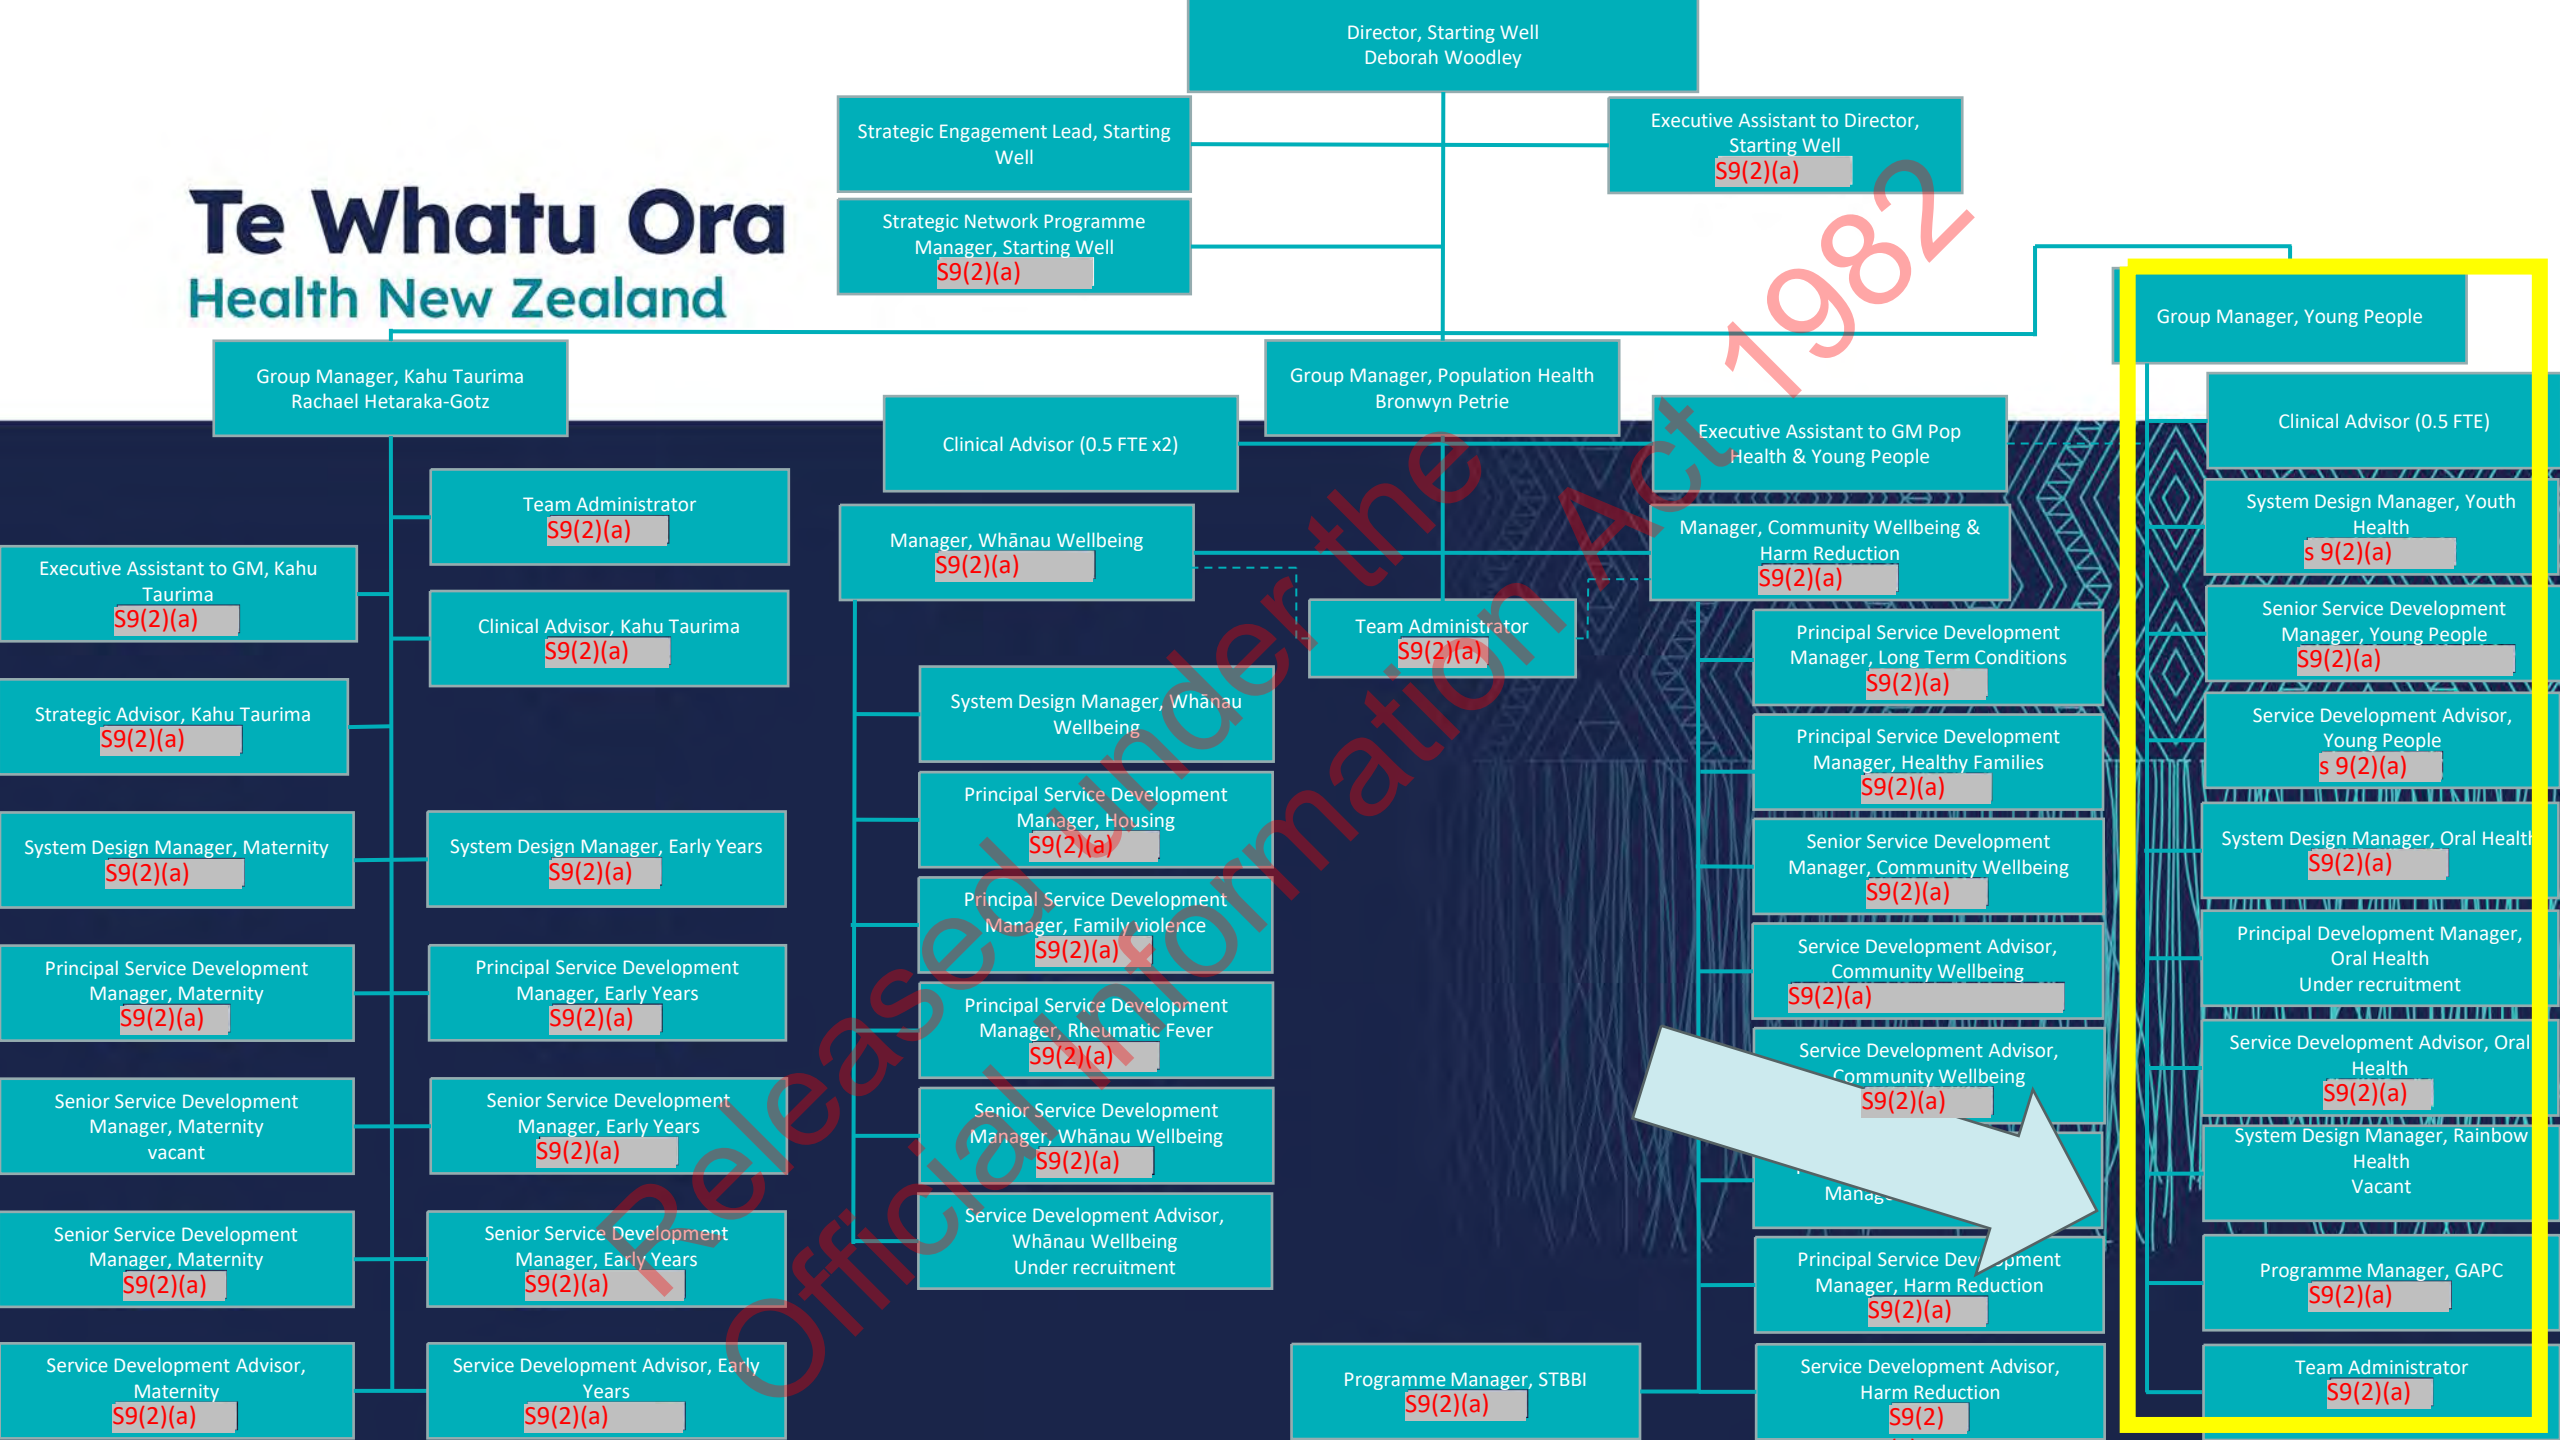 Director, Starting Well
Deborah Woodley
Strategic Engagement Lead, Starting
Well
Executive Assistant to Director,
Starting Well
S9(2)(a)
Strategic Network Programme
Manager, Starting Well
S9(2)(a)
Te Whatu Ora
Health New Zealand
Group Manager, Kahu Taurima
Rachael Hetaraka-Gotz
Group Manager, Population Health
Bronwyn Petrie
Group Manager, Young People
Team Administrator
S9(2)(a)
Executive Assistant to GM, Kahu
Taurima
S9(2)(a)
Clinical Advisor, Kahu Taurima
S9(2)(a)
Strategic Advisor, Kahu Taurima
S9(2)(a)
System Design Manager, Maternity
S9(2)(a)
System Design Manager, Early Years
S9(2)(a)
Principal Service Development
Manager, Maternity
S9(2)(a)
Principal Service Development
Manager, Early Years
S9(2)(a)
Senior Service Development
Manager, Maternity
vacant
Senior Service Development
Manager, Early Years
S9(2)(a)
Senior Service Development
Manager, Maternity
S9(2)(a)
Senior Service Development
Manager, Early Years
S9(2)(a)
Service Development Advisor,
Maternity
S9(2)(a)
Service Development Advisor, Early
Years
S9(2)(a)
Clinical Advisor (0.5 FTE x2)
Executive Assistant to GM Pop
Health & Young People
Manager, Whānau Wellbeing
S9(2)(a)
Manager, Community Wellbeing &
Harm Reduction
S9(2)(a)
Team Administrator
S9(2)(a)
System Design Manager, Whānau
Wellbeing
Principal Service Development
Manager, Housing
S9(2)(a)
Principal Service Development
Manager, Family violence
S9(2)(a)
Principal Service Development
Manager, Rheumatic Fever
S9(2)(a)
Senior Service Development
Manager, Whānau Wellbeing
S9(2)(a)
Service Development Advisor,
Whānau Wellbeing
Under recruitment
Principal Service Development
Manager, Long Term Conditions
S9(2)(a)
Principal Service Development
Manager, Healthy Families
S9(2)(a)
Senior Service Development
Manager, Community Wellbeing
S9(2)(a)
Service Development Advisor,
Community Wellbeing
S9(2)(a)
Service Development Advisor,
Community Wellbeing
S9(2)(a)
Principal Service Development
Manager, Harm Reduction
S9(2)(a)
Programme Manager, STBBI
S9(2)(a)
Service Development Advisor,
Harm Reduction
S9(2)
Clinical Advisor (0.5 FTE)
System Design Manager, Youth
Health
s 9(2)(a)
Senior Service Development
Manager, Young People
S9(2)(a)
Service Development Advisor,
Young People
s 9(2)(a)
System Design Manager, Oral Health
S9(2)(a)
Principal Development Manager,
Oral Health
Under recruitment
Service Development Advisor, Oral
Health
S9(2)(a)
System Design Manager, Rainbow
Health
Vacant
Programme Manager, GAPC
S9(2)(a)
Team Administrator
S9(2)(a)
Released under the
Official Information Act 1982